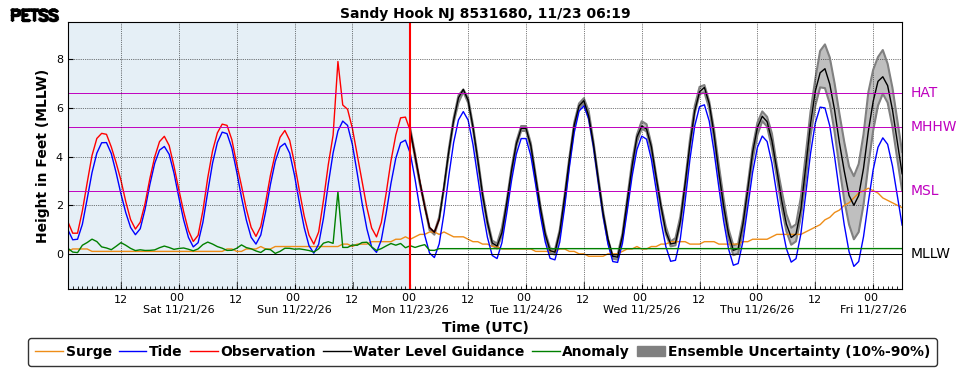 PETSS
Sandy Hook NJ 8531680, 11/23 06:19
Height in Feet (MLLW)
8
6
4
2
0
HAT
MHHW
MSL
MLLW
12 00 12 00 12 00 12 00 12 00 12 00 12 00
Sat 11/21/26 Sun 11/22/26 Mon 11/23/26 Tue 11/24/26 Wed 11/25/26 Thu 11/26/26 Fri 11/27/26
Time (UTC)
Surge Tide Observation Water Level Guidance Anomaly Ensemble Uncertainty (10%-90%)